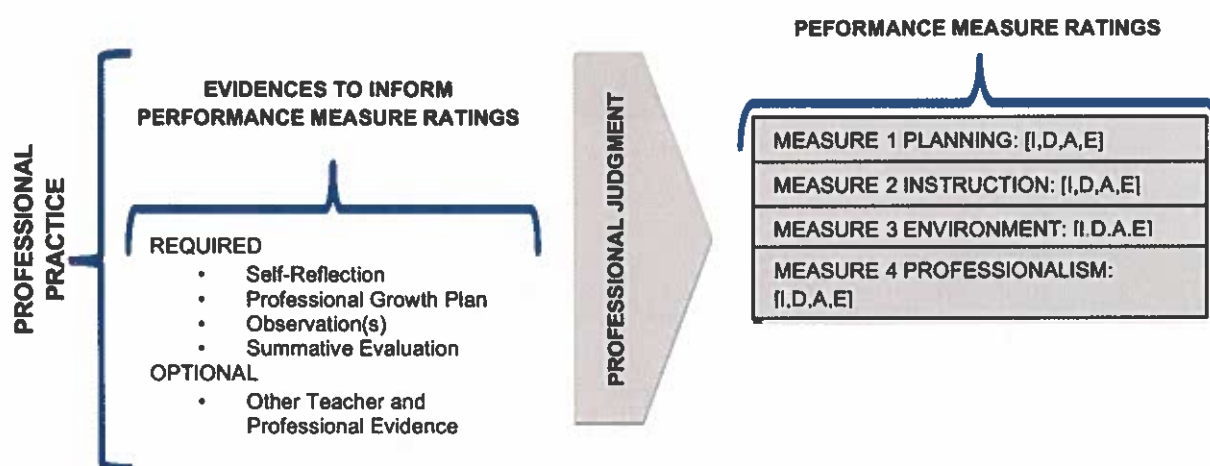 PROFESSIONAL
PRACTICE
EVIDENCES TO INFORM
PERFORMANCE MEASURE RATINGS
REQUIRED
• Self-Reflection
• Professional Growth Plan
• Observation(s)
• Summative Evaluation
OPTIONAL
• Other Teacher and
Professional Evidence
PROFESSIONAL JUDGMENT
PEFORMANCE MEASURE RATINGS
MEASURE 1 PLANNING: [I,D,A,E]
MEASURE 2 INSTRUCTION: [I,D,A,E]
MEASURE 3 ENVIRONMENT: [I.D.A.E]
MEASURE 4 PROFESSIONALISM:
[I,D,A,E]